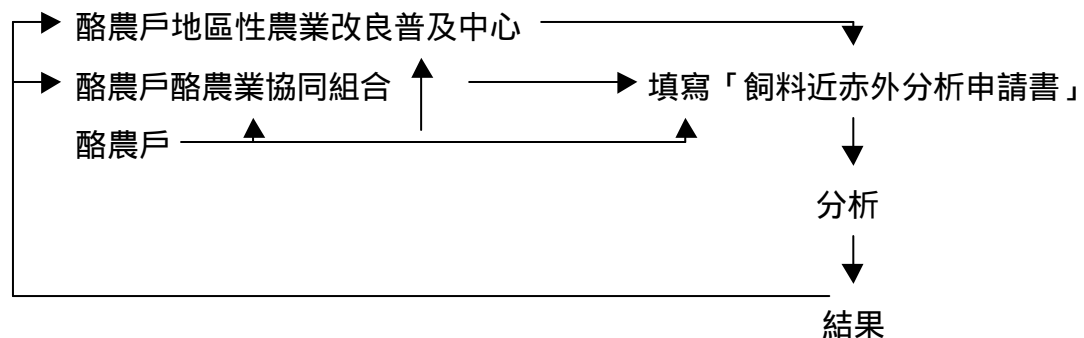 酪農戶地區性農業改良普及中心
酪農戶酪農業協同組合
填寫「飼料近赤外分析申請書」
酪農戶
分析
結果